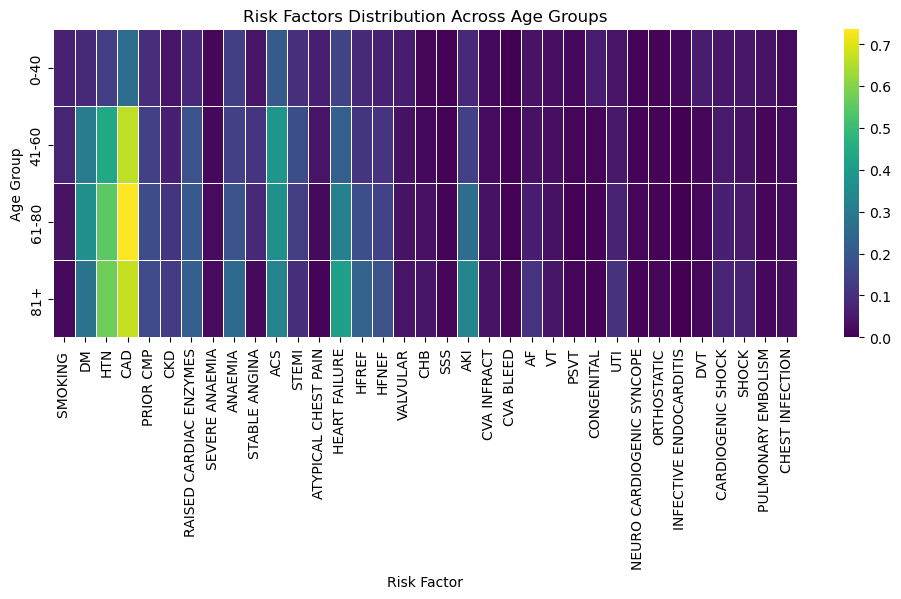 Risk Factors Distribution Across Age Groups
Age Group
0-40
41-60
61-80
81+
SMOKING
DM
HTN
CAD
PRIOR CMP
CKD
RAISED CARDIAC ENZYMES
SEVERE ANAEMIA
ANAEMIA
STABLE ANGINA
ACS
STEMI
ATYPICAL CHEST PAIN
HEART FAILURE
HFREF
HFNEF
VALVULAR
CHB
SSS
AKI
CVA INFRACT
CVA BLEED
AF
VT
PSVT
CONGENITAL
UTI
NEURO CARDIOGENIC SYNCOPE
ORTHOSTATIC
INFECTIVE ENDOCARDITIS
DVT
CARDIOGENIC SHOCK
SHOCK
PULMONARY EMBOLISM
CHEST INFECTION
Risk Factor
0.7
0.6
0.5
0.4
0.3
0.2
0.1
0.0